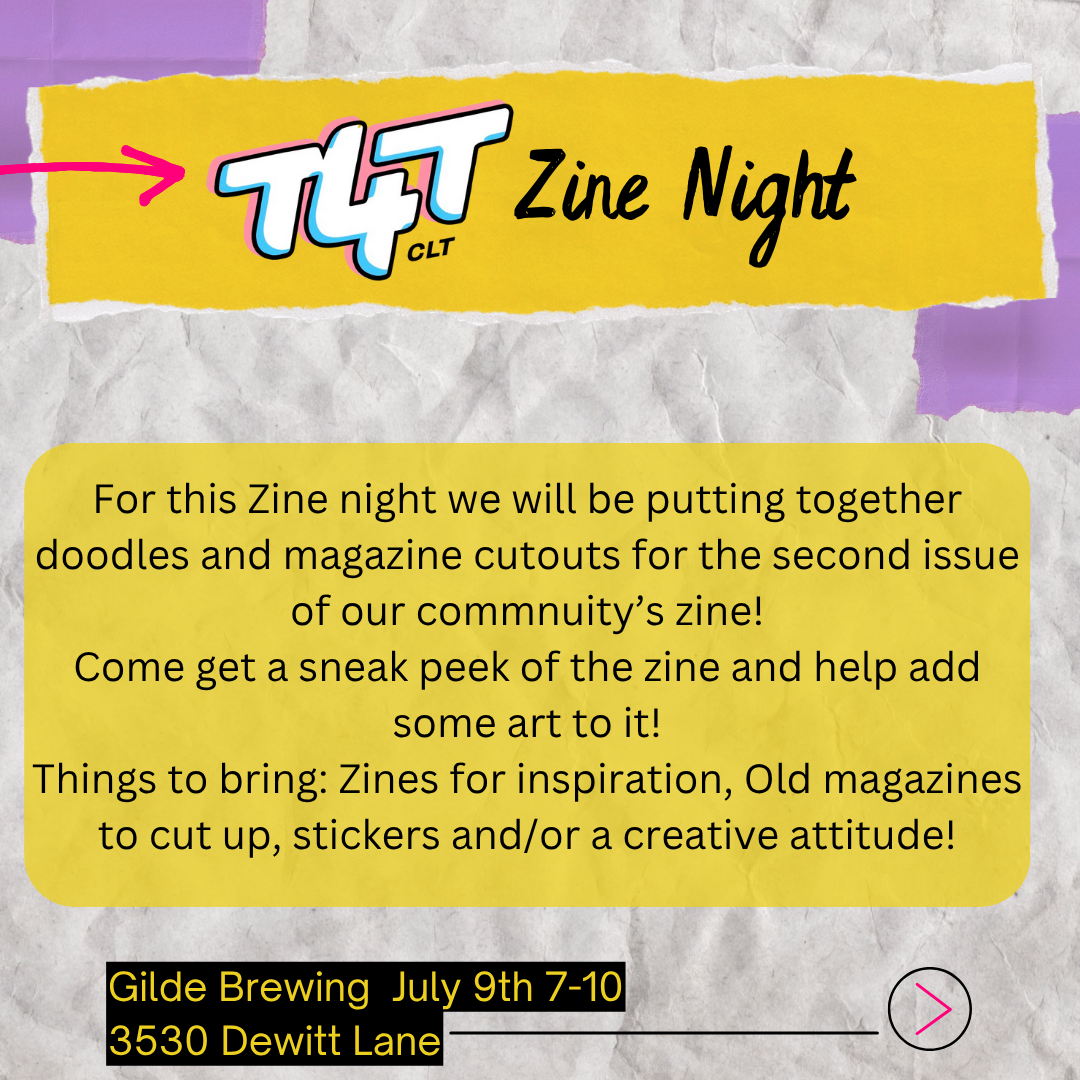 T4T Zine Night
CLT
For this Zine night we will be putting together
doodles and magazine cutouts for the second issue
of our commnuity’s zine!
Come get a sneak peek of the zine and help add
some art to it!
Things to bring: Zines for inspiration, Old magazines
to cut up, stickers and/or a creative attitude!
Gilde Brewing  July 9th 7-10
3530 Dewitt Lane